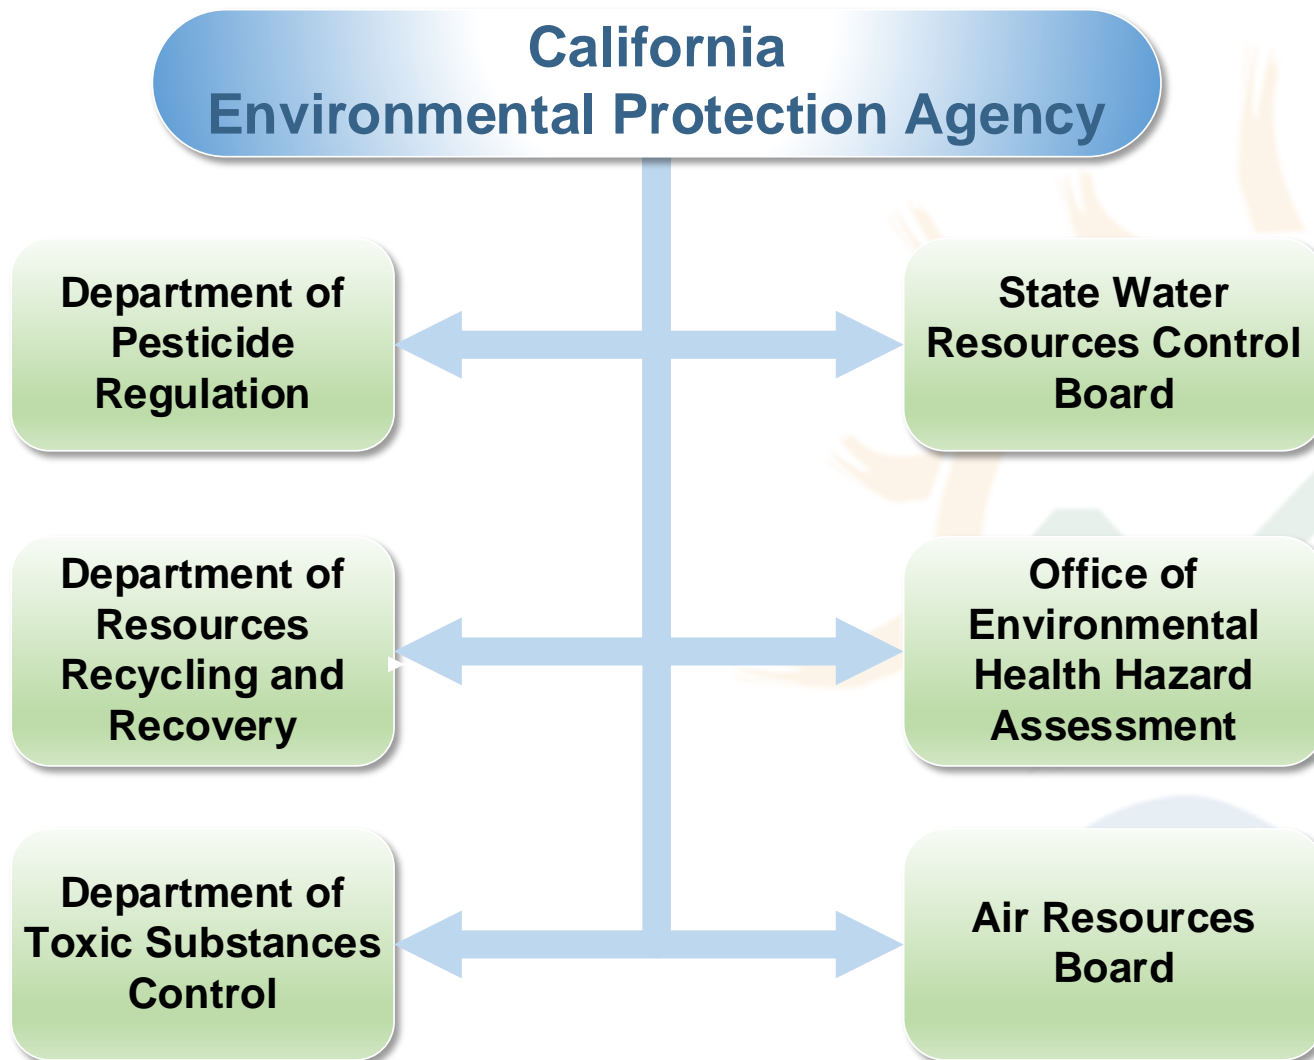 California
Environmental Protection Agency
Department of
Pesticide
Regulation
State Water
Resources Control
Board
Department of
Resources
Recycling and
Recovery
Office of
Environmental
Health Hazard
Assessment
Department of
Toxic Substances
Control
Air Resources
Board